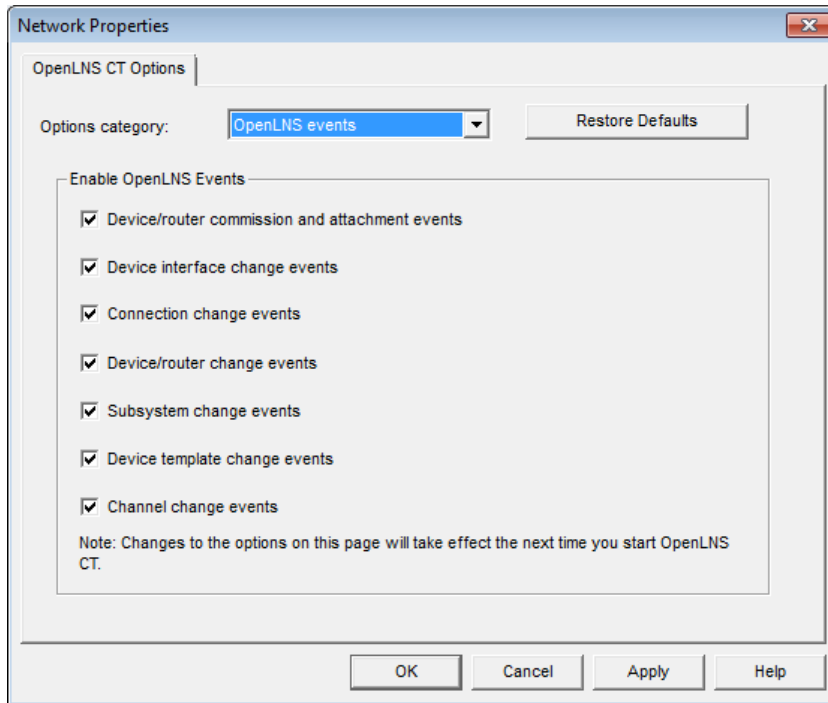 Network Properties
OpenLNS CT Options
Options category:
OpenLNS events
Restore Defaults
Enable OpenLNS Events
Device/router commission and attachment events
Device interface change events
Connection change events
Device/router change events
Subsystem change events
Device template change events
Channel change events
Note: Changes to the options on this page will take effect the next time you start OpenLNS
CT.
OK
Cancel
Apply
Help